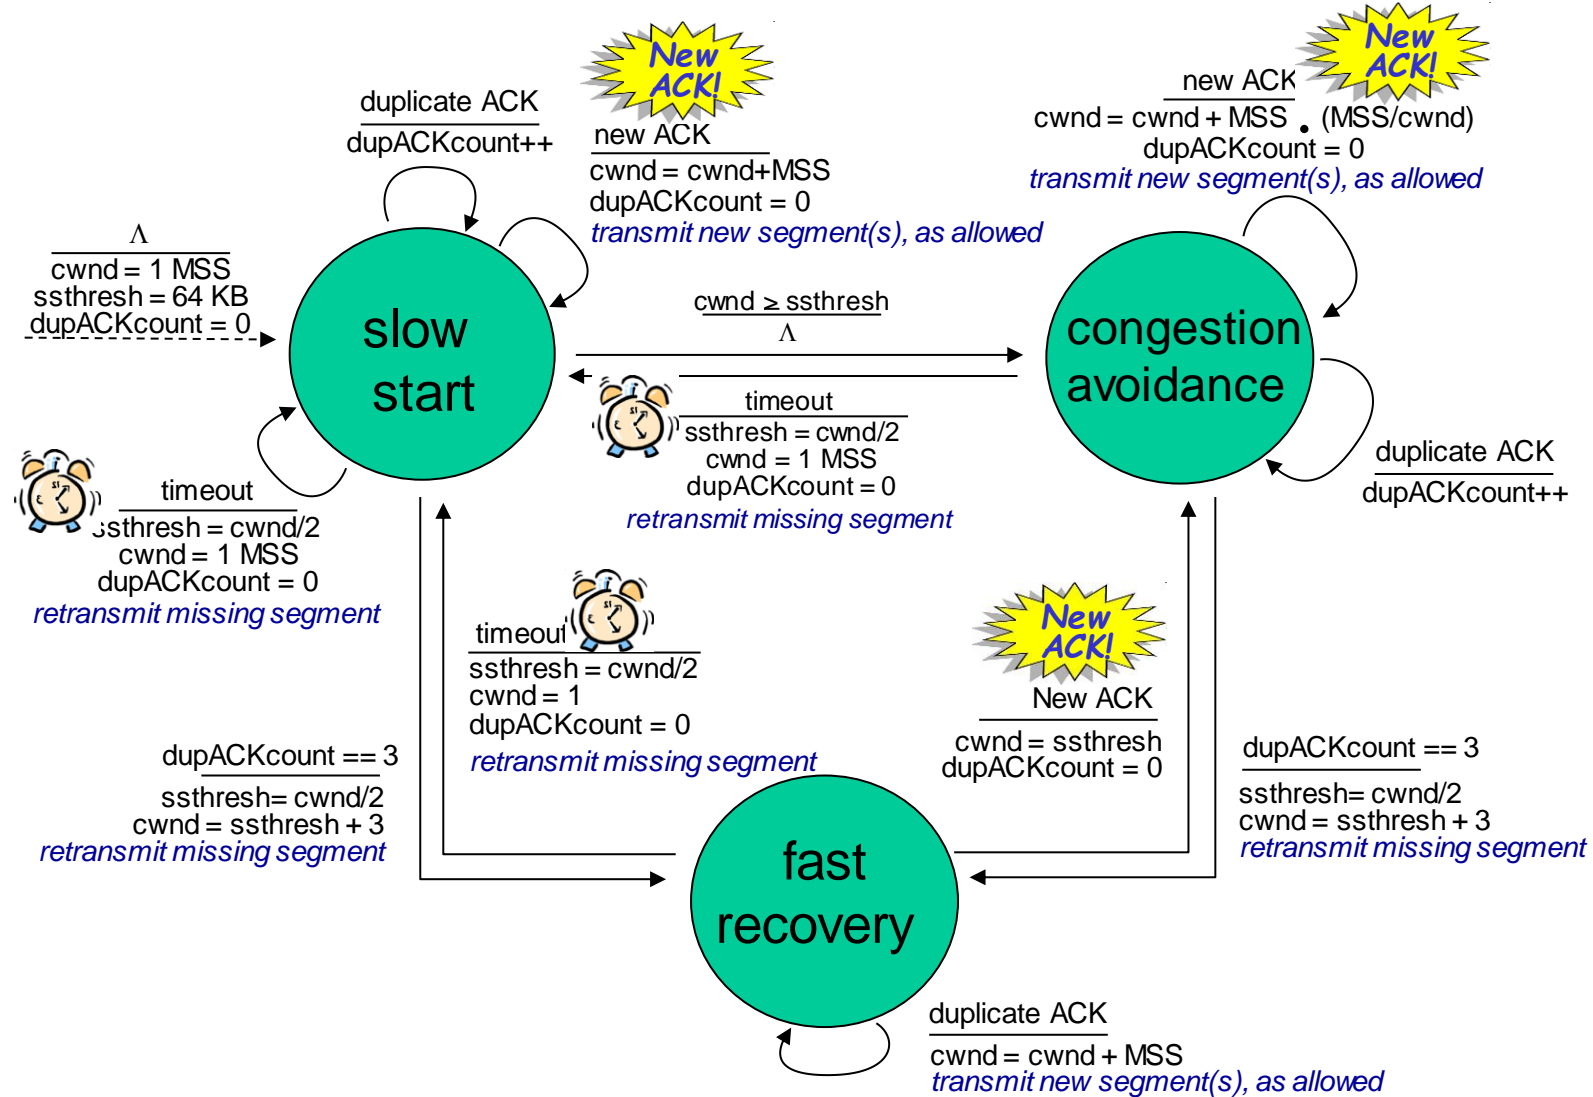 New
ACK!
duplicate ACK
dupACKcount++
new ACK
cwnd = cwnd+MSS
dupACKcount = 0
transmit new segment(s), as allowed
New
ACK!
new ACK
cwnd = cwnd + MSS • (MSS/cwnd)
dupACKcount = 0
transmit new segment(s), as allowed
Λ
cwnd = 1 MSS
ssthresh = 64 KB
dupACKcount = 0
slow
start
cwnd ≥ ssthresh
Λ
congestion
avoidance
timeout
ssthresh = cwnd/2
cwnd = 1 MSS
dupACKcount = 0
retransmit missing segment
duplicate ACK
dupACKcount++
timeout
ssthresh = cwnd/2
cwnd = 1 MSS
dupACKcount = 0
retransmit missing segment
timeout
ssthresh = cwnd/2
cwnd = 1
dupACKcount = 0
retransmit missing segment
New
ACK!
New ACK
cwnd = ssthresh
dupACKcount = 0
dupACKcount == 3
ssthresh= cwnd/2
cwnd = ssthresh + 3
retransmit missing segment
dupACKcount == 3
ssthresh= cwnd/2
cwnd = ssthresh + 3
retransmit missing segment
fast
recovery
duplicate ACK
cwnd = cwnd + MSS
transmit new segment(s), as allowed